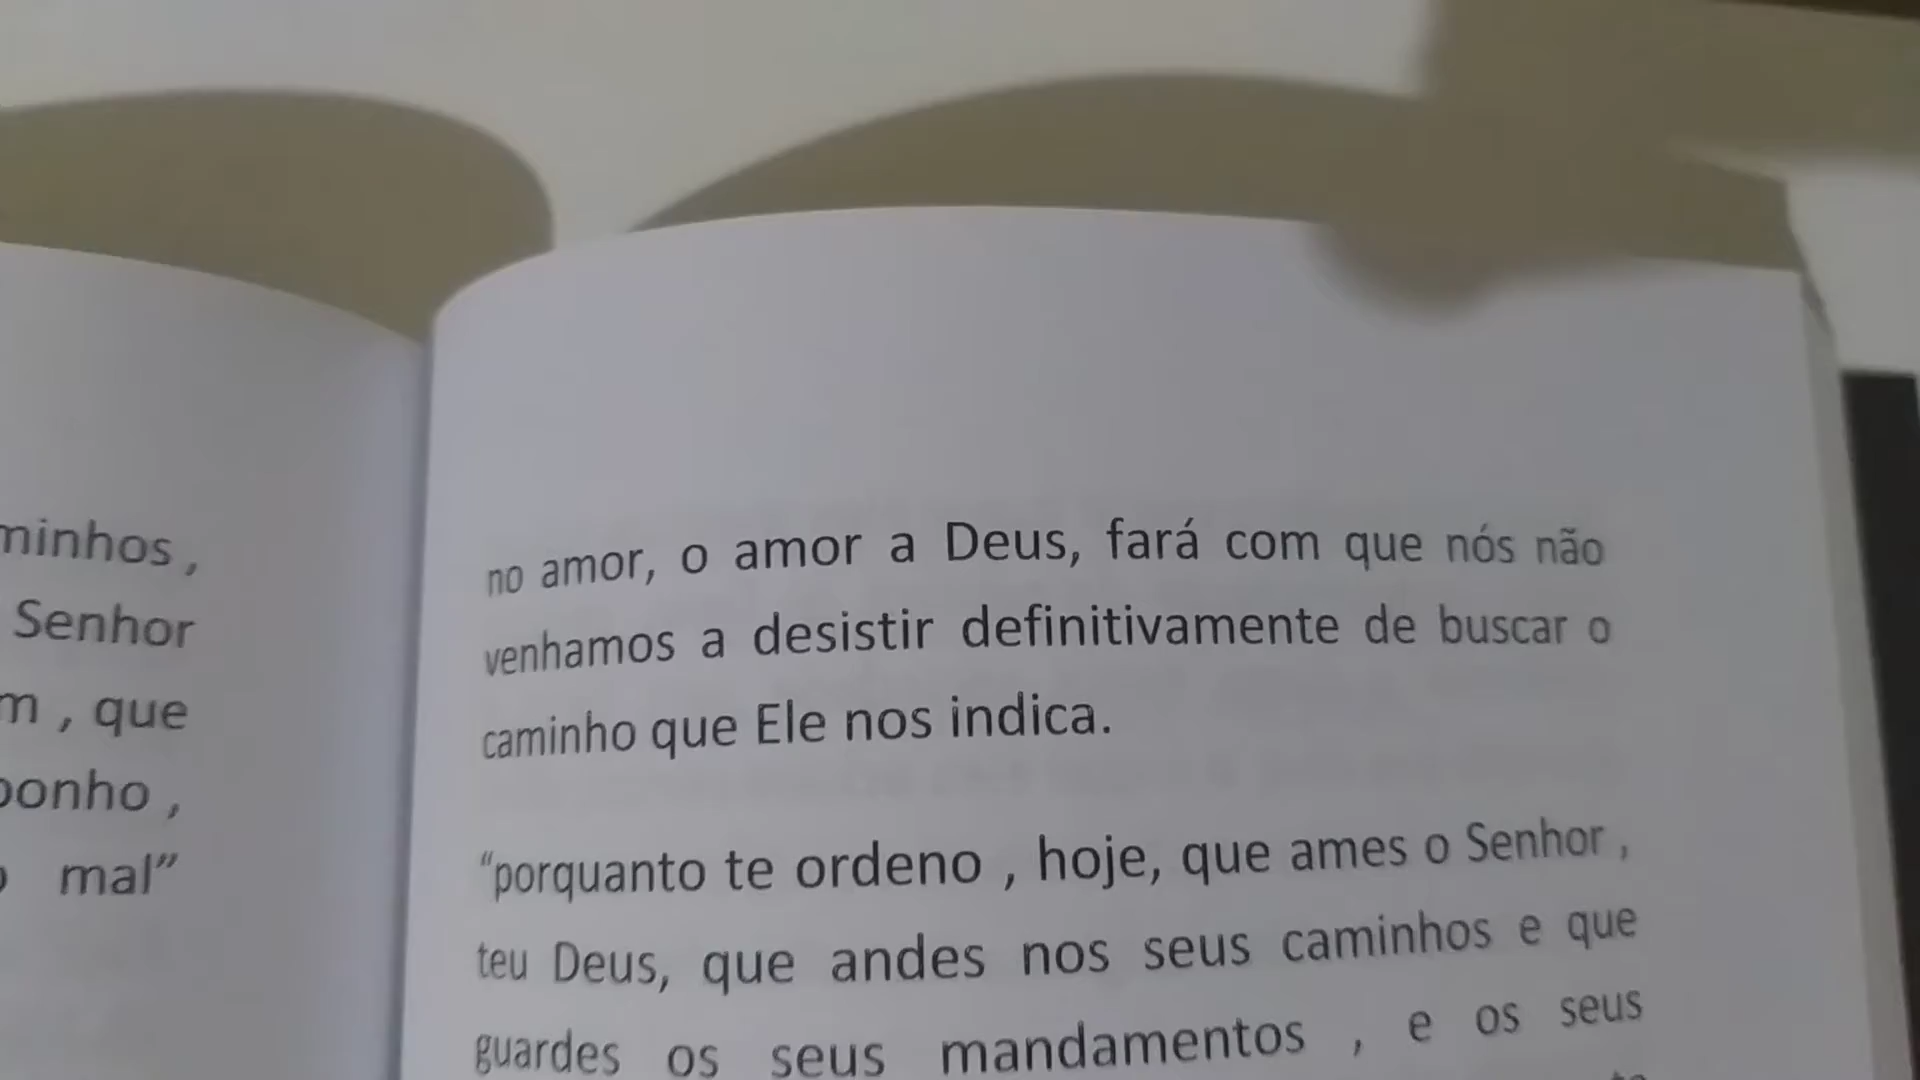 minhos ,
Senhor
m , que
ponho ,
mal”
no amor, o amor a Deus, fará com que nós não
venhamos a desistir definitivamente de buscar o
caminho que Ele nos indica.
“porquanto te ordeno , hoje, que ames o Senhor ,
teu Deus, que andes nos seus caminhos e que
guardes os seus mandamentos , e os seus